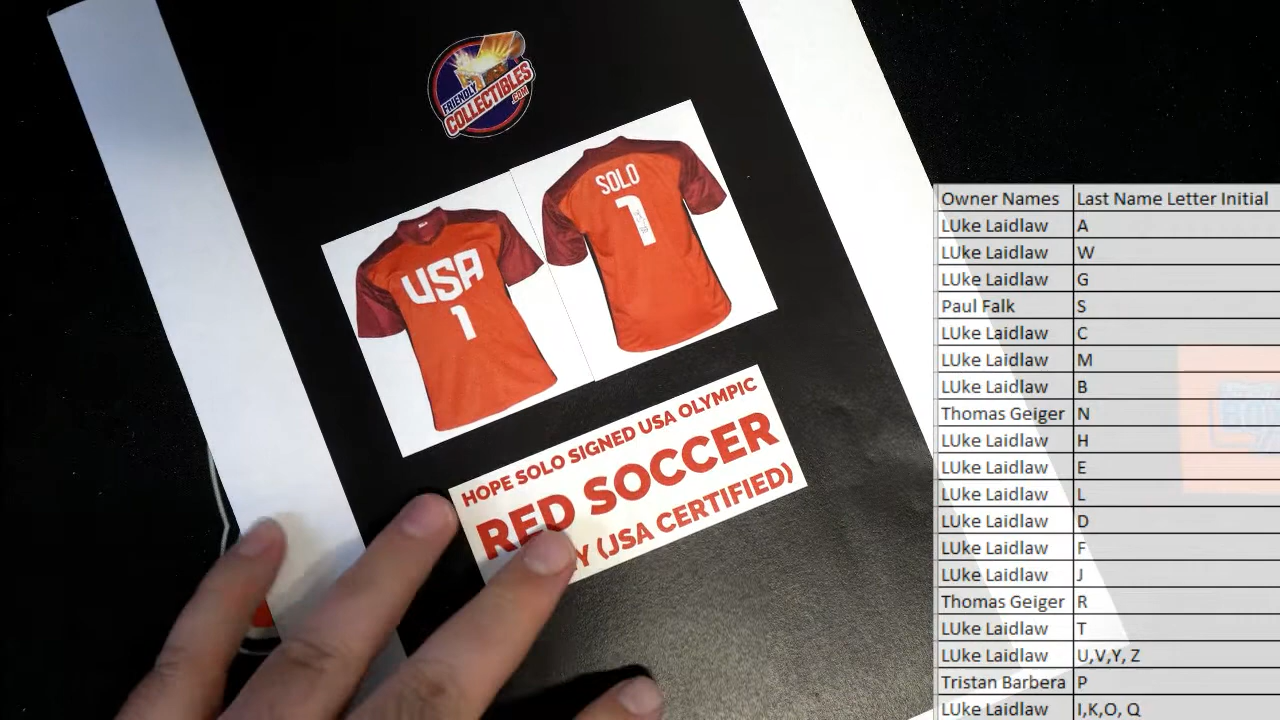 FRIENDLY
COLLECTIBLES
.COM
USA
1
SOLO
1
HOPE SOLO SIGNED USA OLYMPIC
RED SOCCER
Y (JSA CERTIFIED)
Owner Names Last Name Letter Initial
LUke Laidlaw A
LUke Laidlaw W
LUke Laidlaw G
Paul Falk S
LUke Laidlaw C
LUke Laidlaw M
LUke Laidlaw B
Thomas Geiger N
LUke Laidlaw H
LUke Laidlaw E
LUke Laidlaw L
LUke Laidlaw D
LUke Laidlaw F
LUke Laidlaw J
Thomas Geiger R
LUke Laidlaw T
LUke Laidlaw U,V,Y, Z
Tristan Barbera P
LUke Laidlaw I,K,O, Q